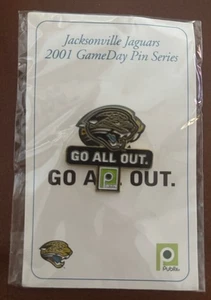 Jacksonville Jaguars
2001 GameDay Pin Series
GO ALL OUT.
GO A OUT.
Publix